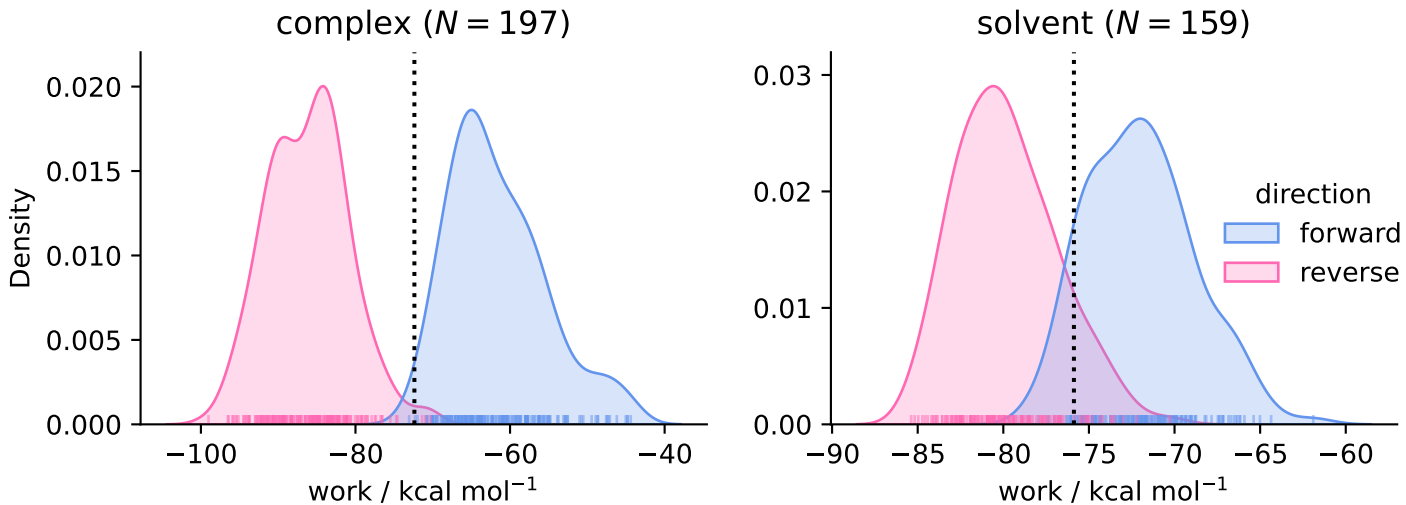 complex (N = 197)
0.020
0.015
0.010
0.005
0.000
Density
−100
−80
−60
−40
work / kcal mol⁻¹
solvent (N = 159)
0.03
0.02
0.01
0.00
−90
−85
−80
−75
−70
−65
−60
work / kcal mol⁻¹
direction
forward
reverse